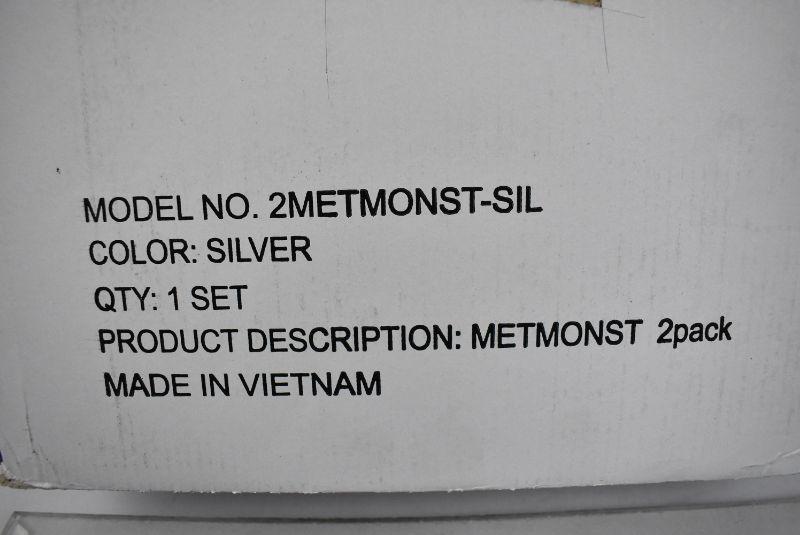 MODEL NO. 2METMONST-SIL
COLOR: SILVER
QTY: 1 SET
PRODUCT DESCRIPTION: METMONST 2pack
MADE IN VIETNAM